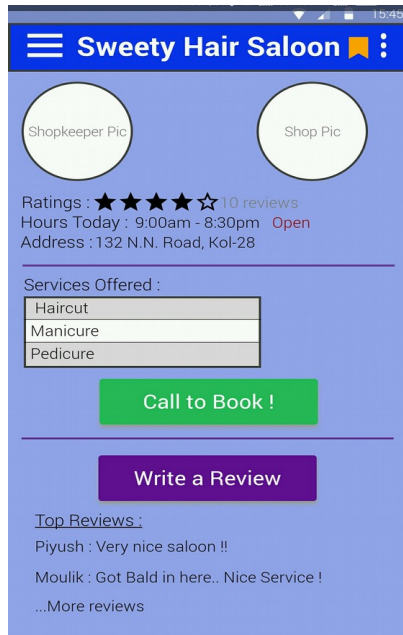 15:45
Sweety Hair Saloon
Shopkeeper Pic
Shop Pic
Ratings : 10 reviews
Hours Today : 9:00am - 8:30pm Open
Address : 132 N.N. Road, Kol-28
Services Offered :
Haircut
Manicure
Pedicure
Call to Book !
Write a Review
Top Reviews :
Piyush : Very nice saloon !!
Moulik : Got Bald in here.. Nice Service !
...More reviews